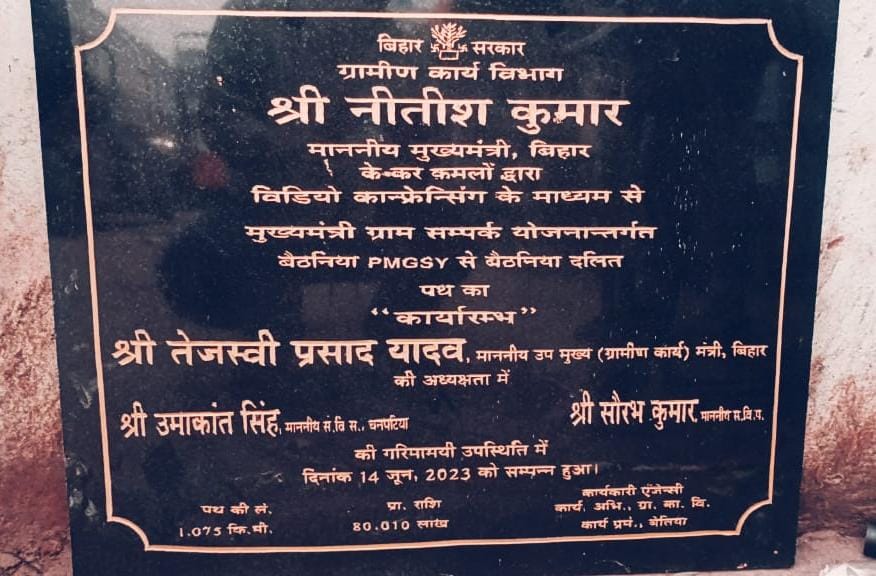 बिहार सरकार
ग्रामीण कार्य विभाग
श्री नीतीश कुमार
माननीय मुख्यमंत्री, बिहार
के कर कमलों द्वारा
विडियो कान्फ्रेन्सिंग के माध्यम से
मुख्यमंत्री ग्राम सम्पर्क योजनान्तर्गत
बैठनिया PMGSY से बैठनिया दलित
पथ का
“कार्यारम्भ”
श्री तेजस्वी प्रसाद यादव, माननीय उप मुख्य (ग्रामीण कार्य) मंत्री, बिहार
की अध्यक्षता में
श्री उमाकांत सिंह, माननीय स.वि स., चनपटिया श्री सौरभ कुमार, माननीय स.वि.प.
की गरिमामयी उपस्थिति में
दिनांक 14 जून, 2023 को सम्पन्न हुआ।
पथ की लं. प्रा. राशि कार्यकारी एजेन्सी
1.075 कि.मी. 80.010 लाख कार्य. अभि., ग्रा. का. वि.
कार्य प्रमं., बेतिया